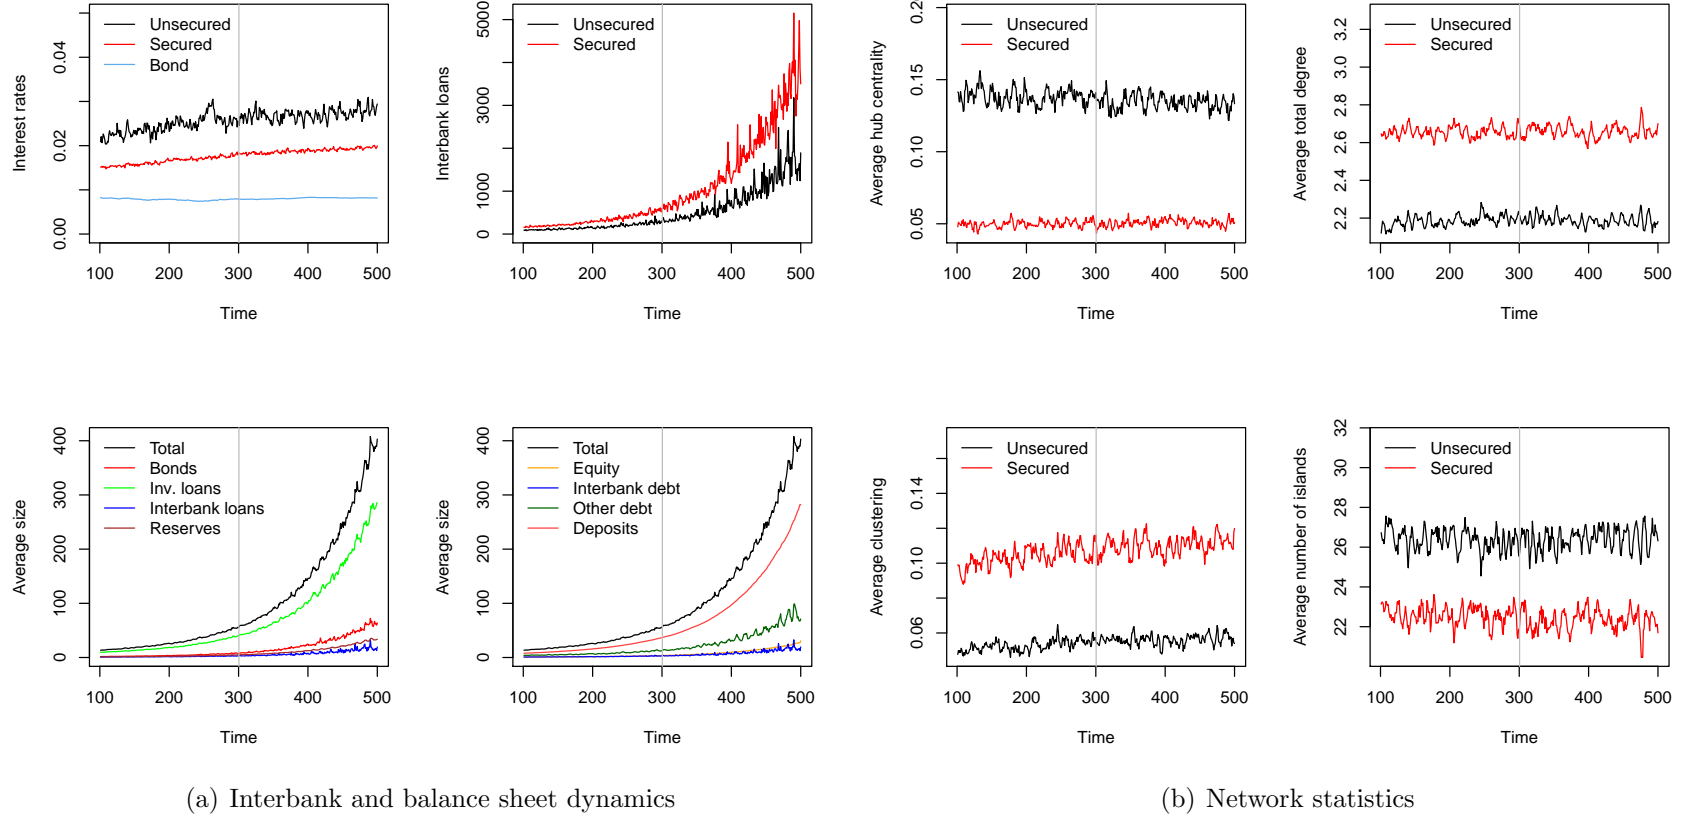 Interest rates
0.00 0.02 0.04
Unsecured
Secured
Bond
100 200 300 400 500
Time
Interbank loans
0 1000 3000 5000
Unsecured
Secured
100 200 300 400 500
Time
Average hub centrality
0.05 0.10 0.15 0.20
Unsecured
Secured
100 200 300 400 500
Time
Average total degree
2.2 2.4 2.6 2.8 3.0 3.2
Unsecured
Secured
100 200 300 400 500
Time
Average size
0 100 200 300 400
Total
Bonds
Inv. loans
Interbank loans
Reserves
100 200 300 400 500
Time
Average size
0 100 200 300 400
Total
Equity
Interbank debt
Other debt
Deposits
100 200 300 400 500
Time
Average clustering
0.06 0.10 0.14
Unsecured
Secured
100 200 300 400 500
Time
Average number of islands
22 24 26 28 30 32
Unsecured
Secured
100 200 300 400 500
Time
(a) Interbank and balance sheet dynamics
(b) Network statistics